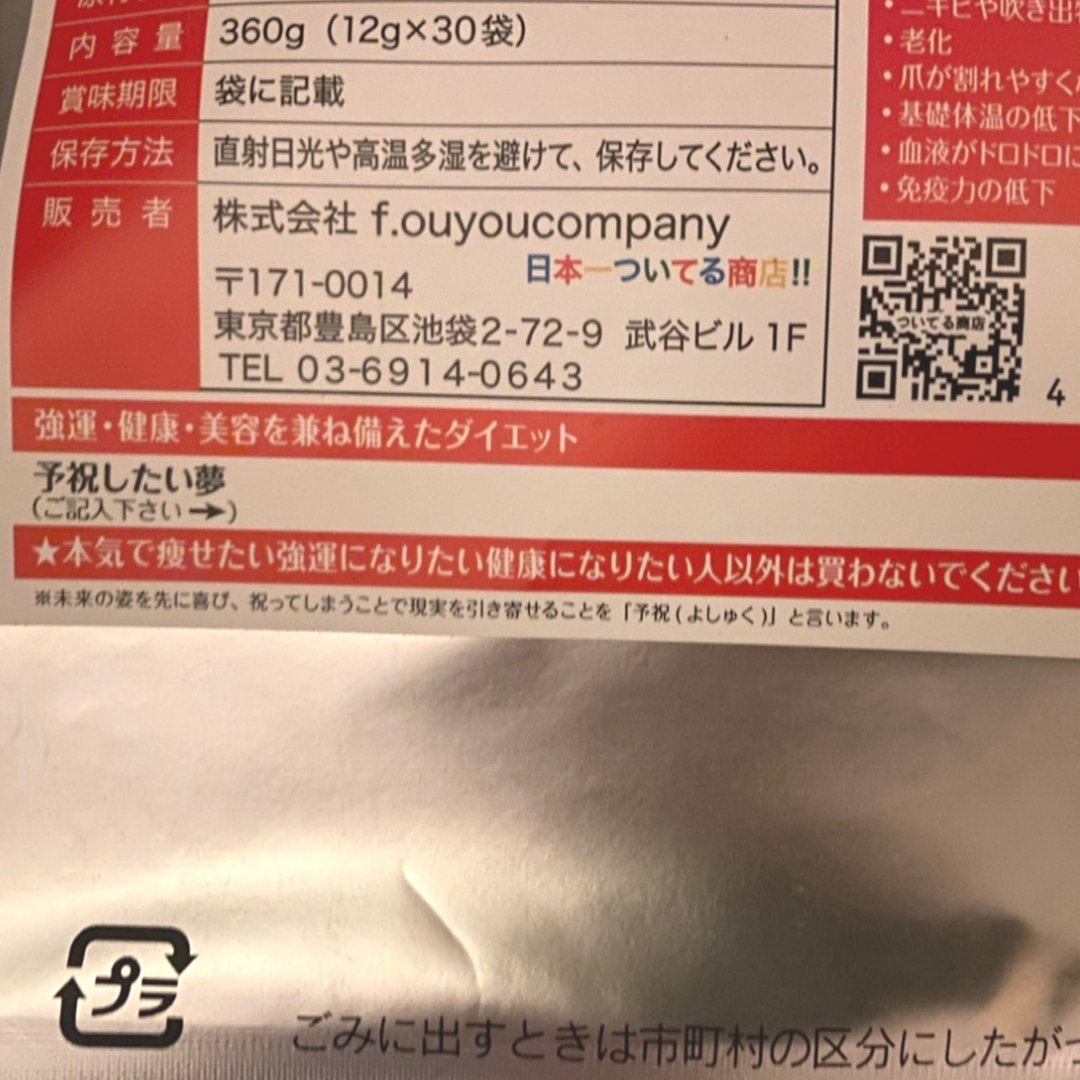 内容量 360g（12g×30袋）
賞味期限 袋に記載
保存方法 直射日光や高温多湿を避けて、保存してください。
販売者 株式会社 f.ouyoucompany
日本一ついてる商店!!
〒171-0014
東京都豊島区池袋2-72-9 武谷ビル 1F
TEL 03-6914-0643
・ニキビや吹き出
・老化
・爪が割れやすく
・基礎体温の低下
・血液がドロドロに
・免疫力の低下
ついてる商店
4
強運・健康・美容を兼ね備えたダイエット
予祝したい夢
（ご記入下さい→）
★本気で痩せたい強運になりたい健康になりたい人以外は買わないでください
※未来の姿を先に喜び、祝ってしまうことで現実を引き寄せることを「予祝(よしゅく)」と言います。
プラ
ごみに出すときは市町村の区分にしたがっ